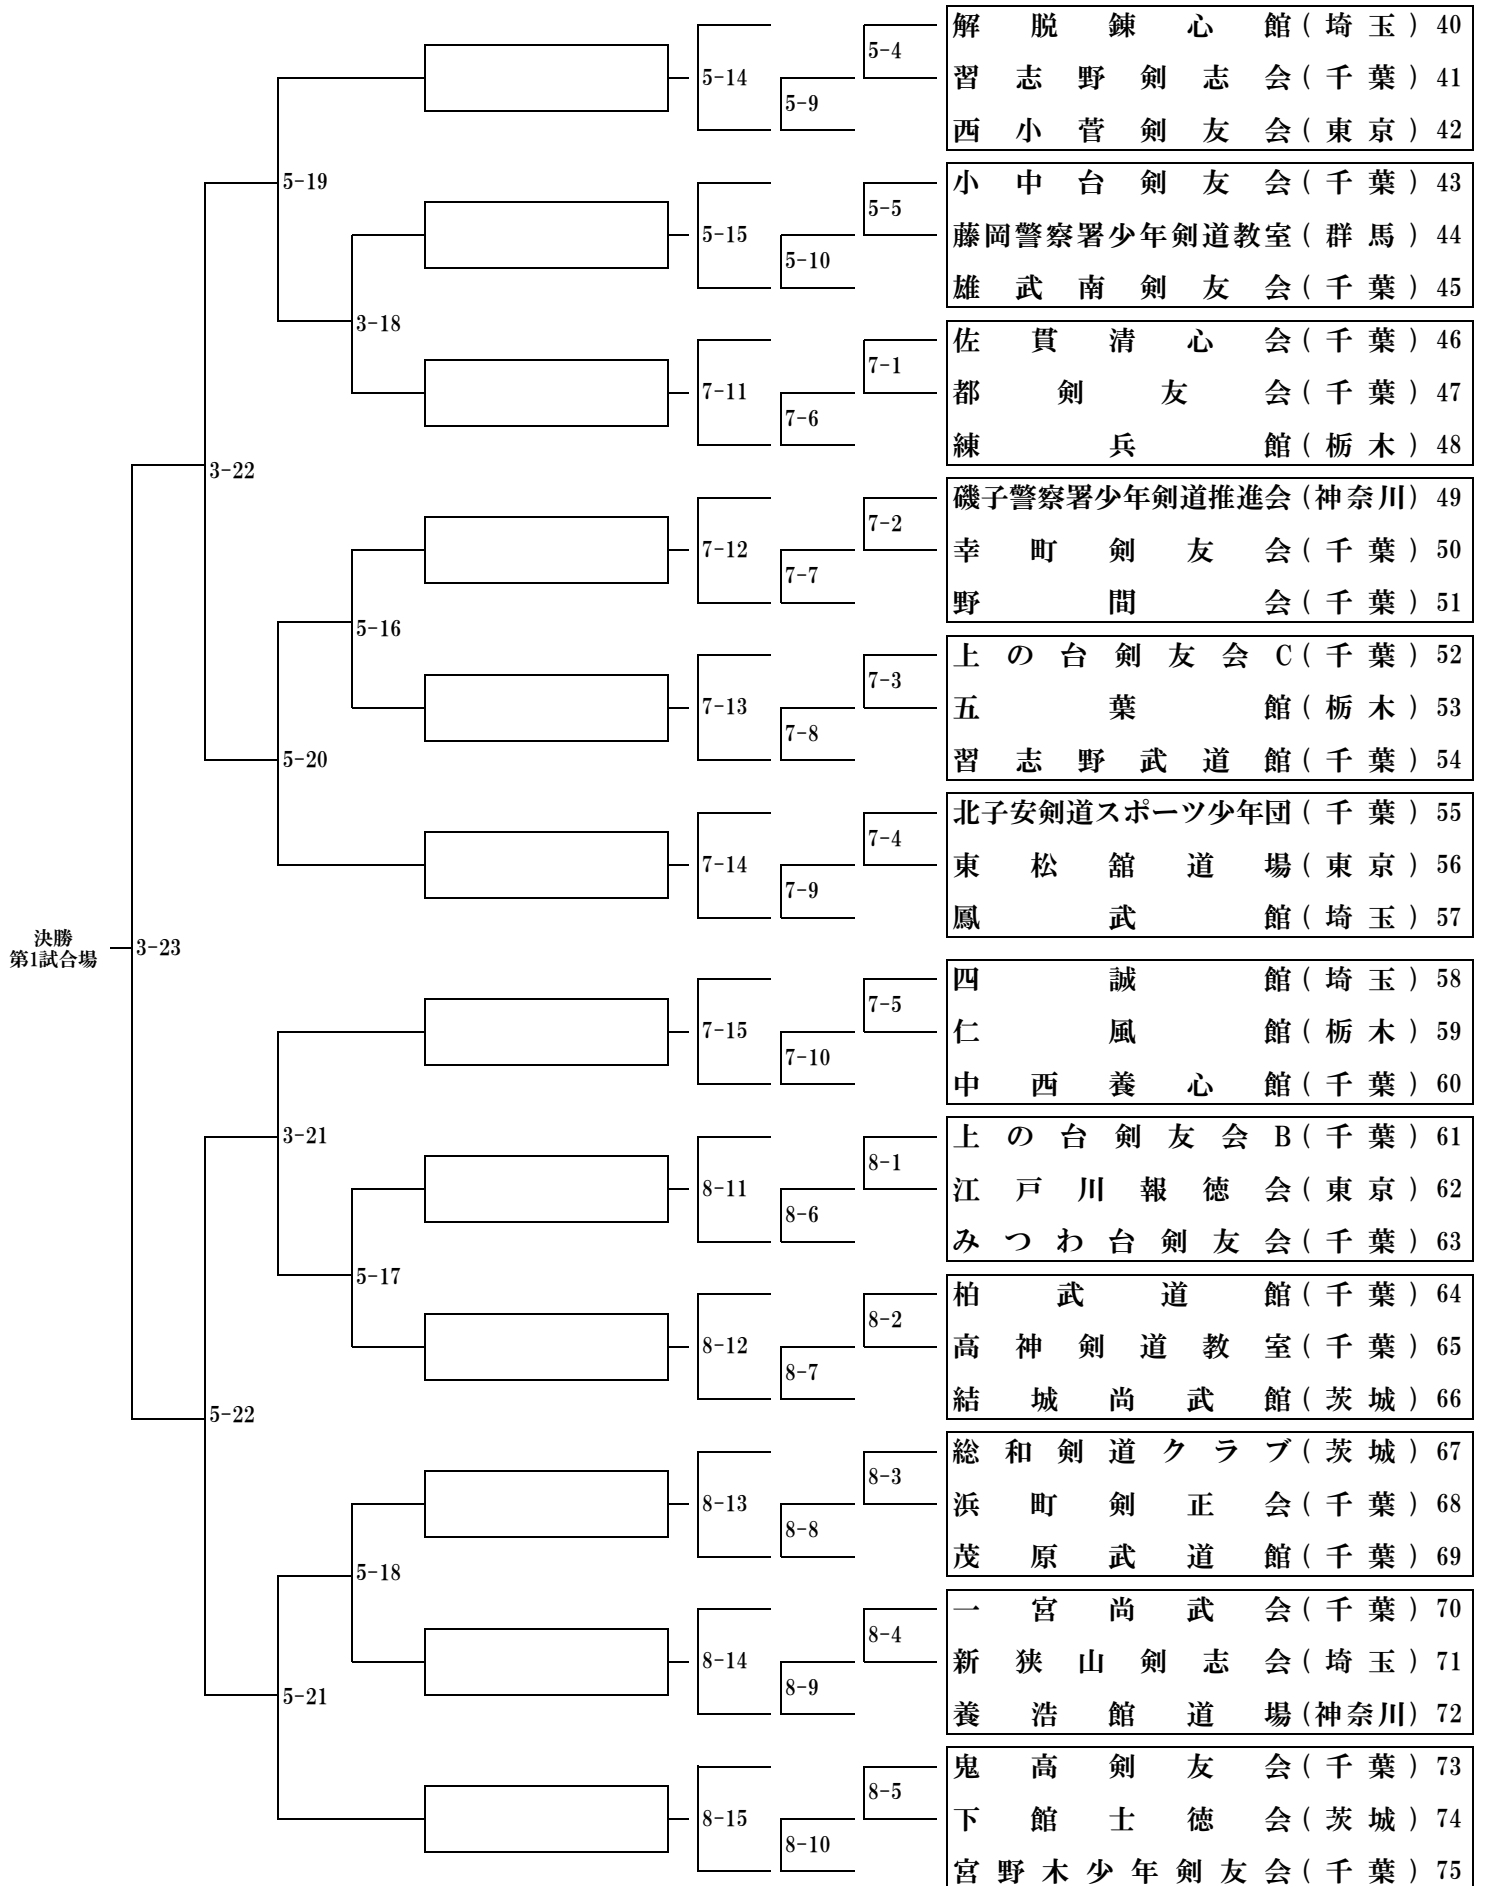 解脱錬心館(埼玉) 40
5-4
5-14
習志野剣志会(千葉) 41
5-9
西小菅剣友会(東京) 42
5-19
小中台剣友会(千葉) 43
5-5
5-15
藤岡警察署少年剣道教室(群馬) 44
5-10
雄武南剣友会(千葉) 45
3-18
佐貫清心会(千葉) 46
7-1
7-11
都剣友会(千葉) 47
7-6
練兵館(栃木) 48
3-22
磯子警察署少年剣道推進会(神奈川) 49
7-2
7-12
幸町剣友会(千葉) 50
7-7
野間会(千葉) 51
5-16
上の台剣友会C(千葉) 52
7-3
7-13
五葉館(栃木) 53
7-8
5-20
習志野武道館(千葉) 54
北子安剣道スポーツ少年団(千葉) 55
7-4
7-14
東松舘道場(東京) 56
7-9
鳳武館(埼玉) 57
決勝
第1試合場
3-23
四誠館(埼玉) 58
7-5
7-15
仁風館(栃木) 59
7-10
中西養心館(千葉) 60
3-21
上の台剣友会B(千葉) 61
8-1
8-11
江戸川報徳会(東京) 62
8-6
みつわ台剣友会(千葉) 63
5-17
柏武道館(千葉) 64
8-2
8-12
高神剣道教室(千葉) 65
8-7
結城尚武館(茨城) 66
5-22
総和剣道クラブ(茨城) 67
8-3
8-13
浜町剣正会(千葉) 68
8-8
茂原武道館(千葉) 69
5-18
一宮尚武会(千葉) 70
8-4
8-14
新狭山剣志会(埼玉) 71
8-9
5-21
養浩館道場(神奈川) 72
鬼高剣友会(千葉) 73
8-5
8-15
下館士徳会(茨城) 74
8-10
宮野木少年剣友会(千葉) 75